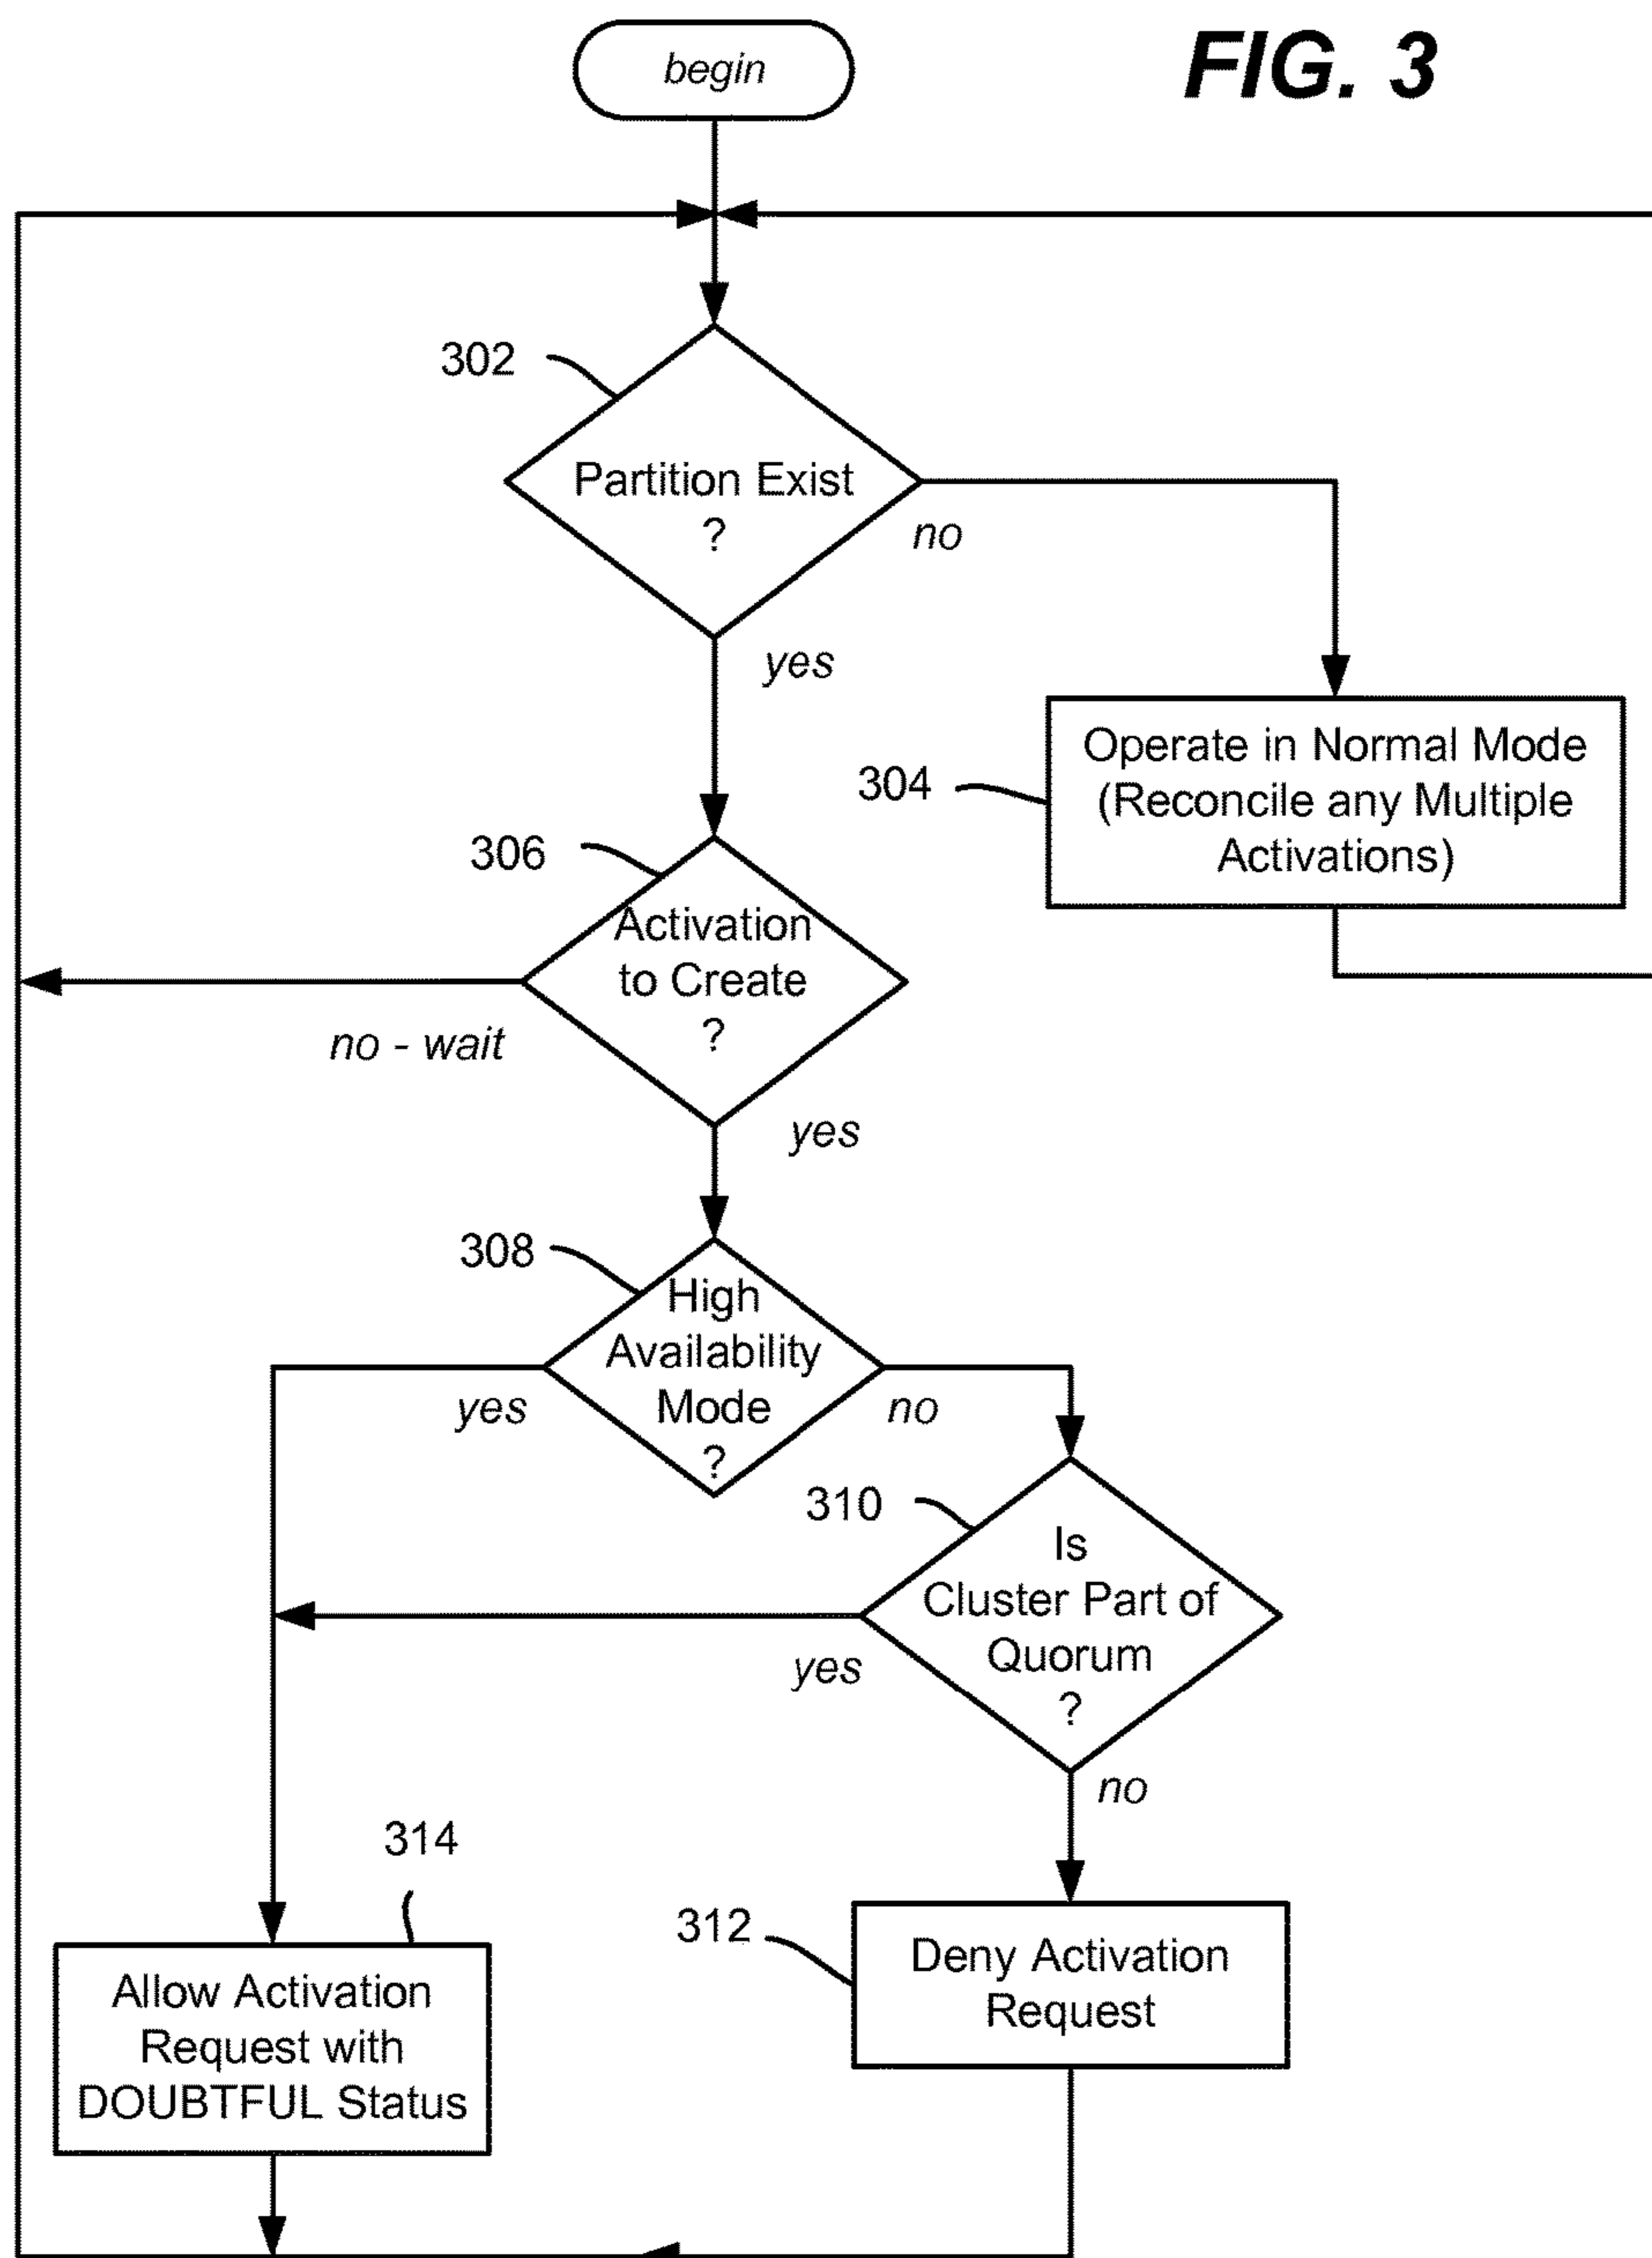 FIG. 3
begin
302
Partition Exist
?
no
yes
304
Operate in Normal Mode
(Reconcile any Multiple
Activations)
306
Activation
to Create
?
no - wait
yes
308
High
Availability
Mode
?
yes
no
310
Is
Cluster Part of
Quorum
?
yes
no
314
Allow Activation
Request with
DOUBTFUL Status
312
Deny Activation
Request